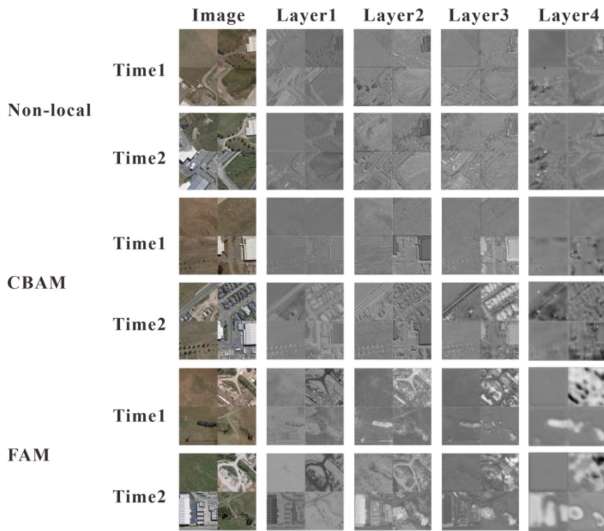 Image Layer1 Layer2 Layer3 Layer4
Time1
Non-local
Time2
Time1
CBAM
Time2
Time1
FAM
Time2